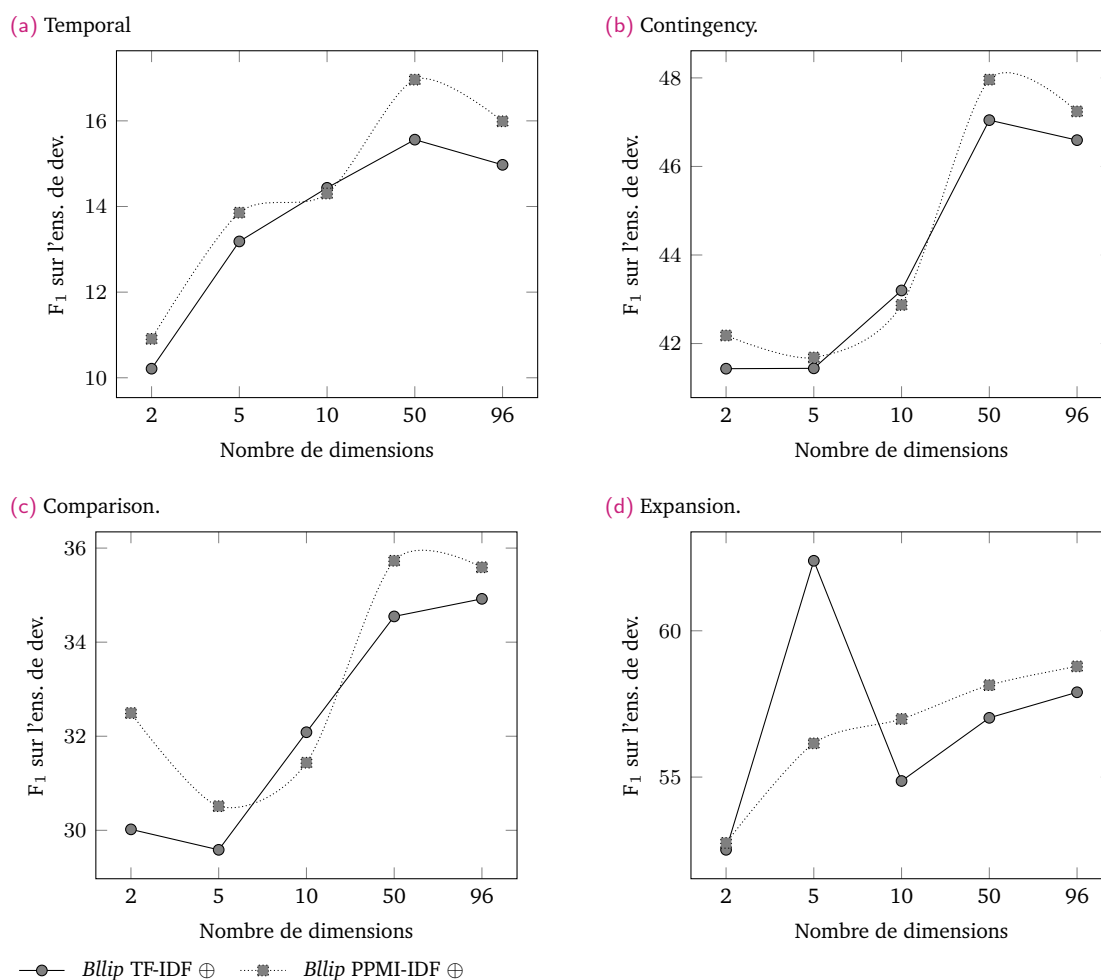 (a) Temporal
16
14
12
10
2 5 10 50 96
F₁ sur l'ens. de dev.
Nombre de dimensions
(b) Contingency.
48
46
44
42
2 5 10 50 96
F₁ sur l'ens. de dev.
Nombre de dimensions
(c) Comparison.
36
34
32
30
2 5 10 50 96
F₁ sur l'ens. de dev.
Nombre de dimensions
(d) Expansion.
60
55
2 5 10 50 96
F₁ sur l'ens. de dev.
Nombre de dimensions
Bllip TF-IDF ⊕ Bllip PPMI-IDF ⊕